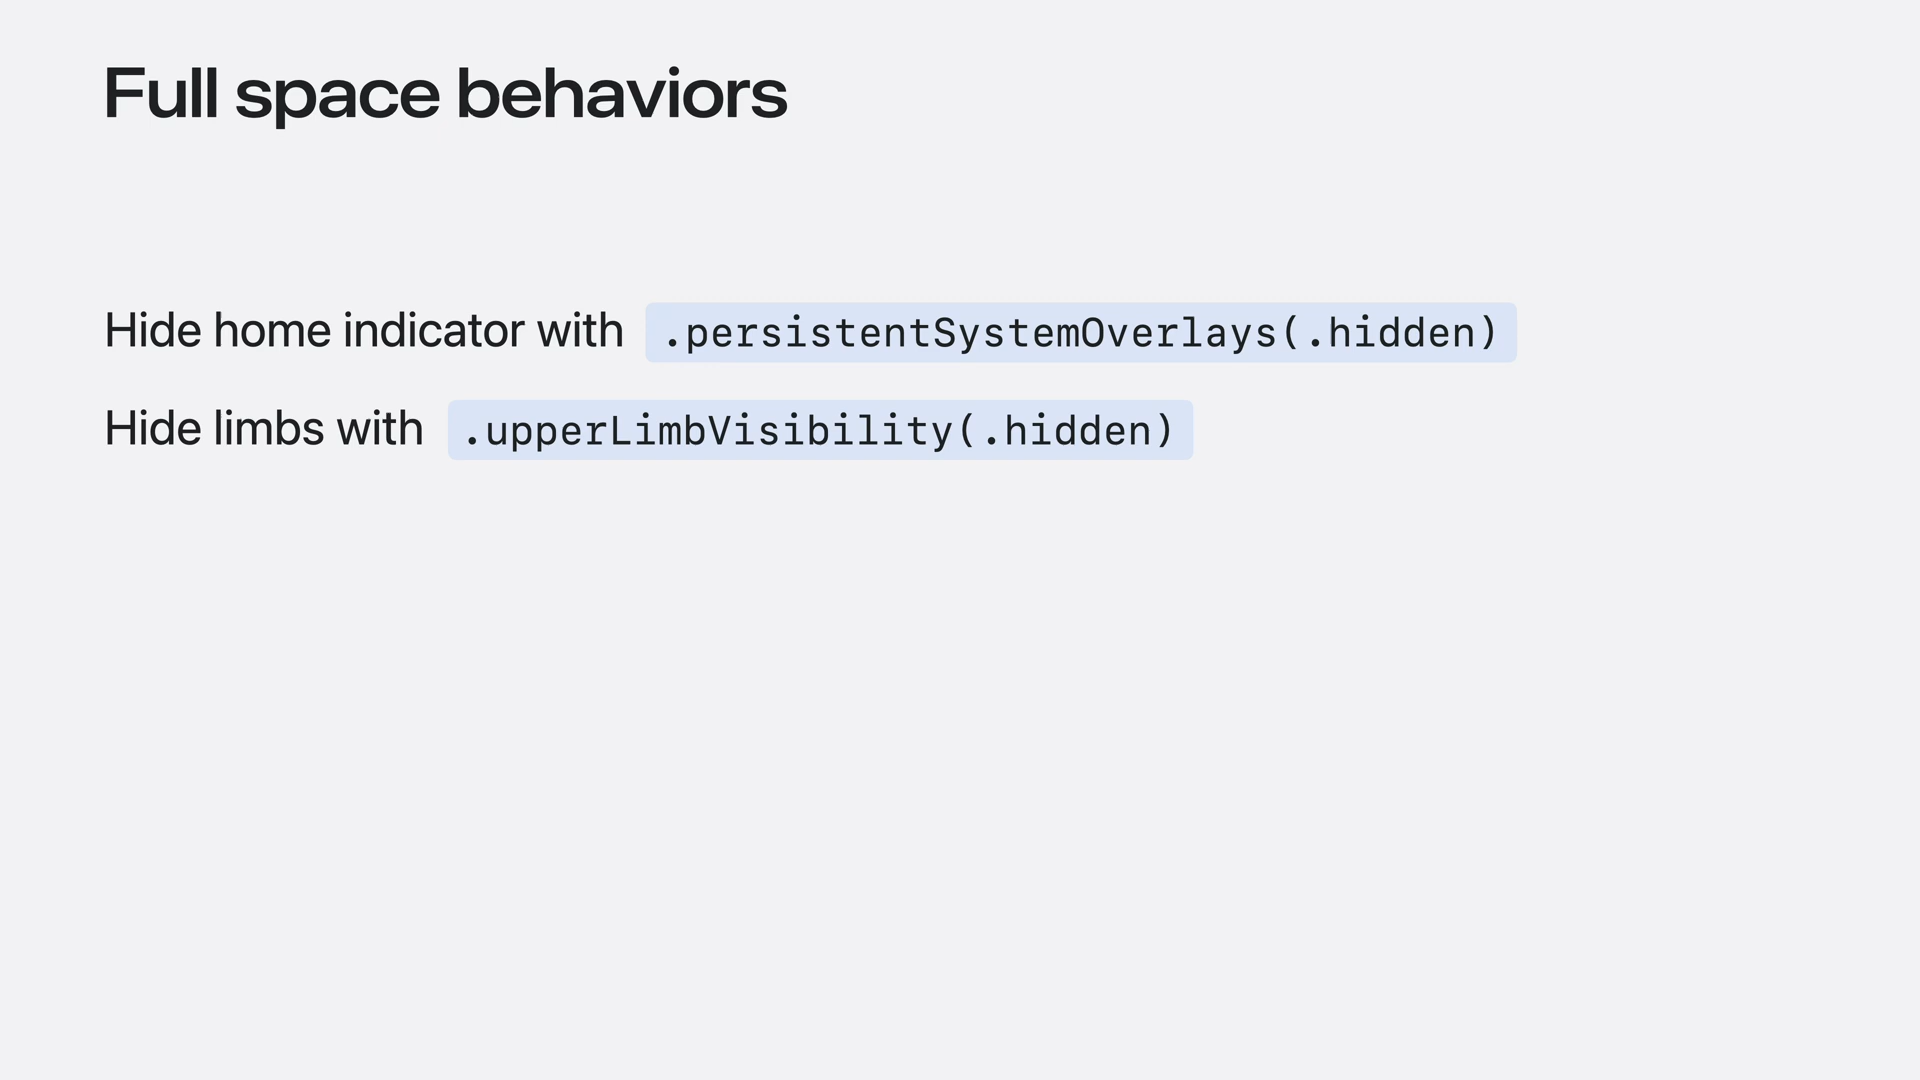 Full space behaviors
Hide home indicator with .persistentSystemOverlays(.hidden)
Hide limbs with .upperLimbVisibility(.hidden)